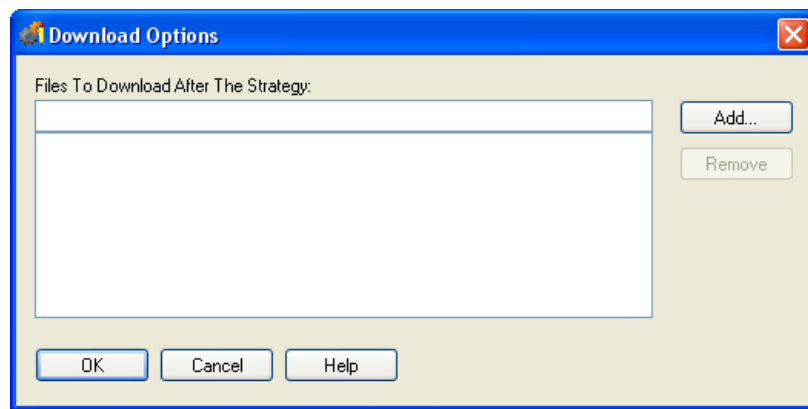 Download Options
Files To Download After The Strategy:
Add...
Remove
OK Cancel Help